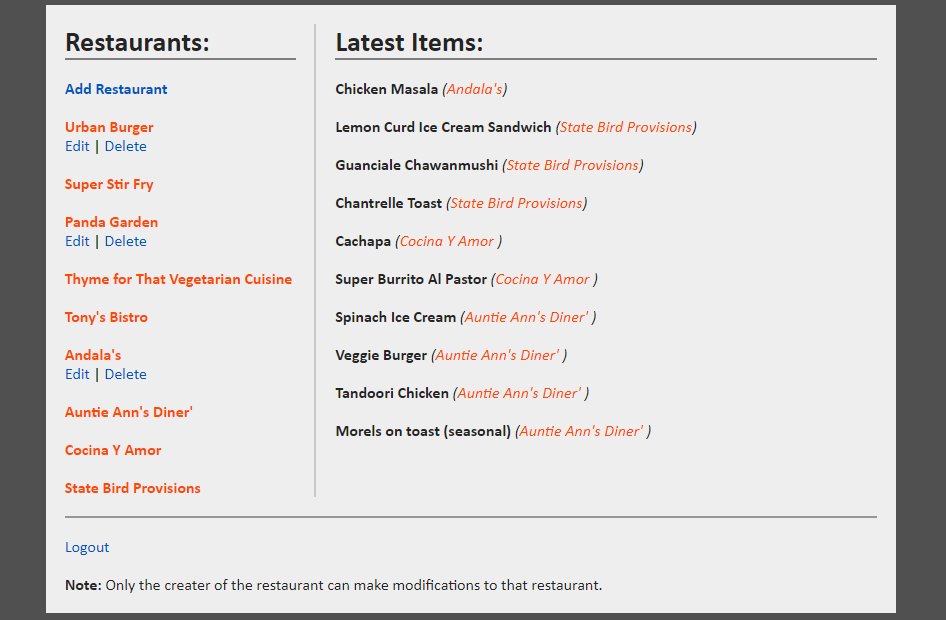 Restaurants:
Add Restaurant
Urban Burger
Edit | Delete
Super Stir Fry
Panda Garden
Edit | Delete
Thyme for That Vegetarian Cuisine
Tony's Bistro
Andala's
Edit | Delete
Auntie Ann's Diner'
Cocina Y Amor
State Bird Provisions
Latest Items:
Chicken Masala (Andala's)
Lemon Curd Ice Cream Sandwich (State Bird Provisions)
Guanciale Chawanmushi (State Bird Provisions)
Chantrelle Toast (State Bird Provisions)
Cachapa (Cocina Y Amor )
Super Burrito Al Pastor (Cocina Y Amor )
Spinach Ice Cream (Auntie Ann's Diner' )
Veggie Burger (Auntie Ann's Diner' )
Tandoori Chicken (Auntie Ann's Diner' )
Morels on toast (seasonal) (Auntie Ann's Diner' )
Logout
Note: Only the creater of the restaurant can make modifications to that restaurant.